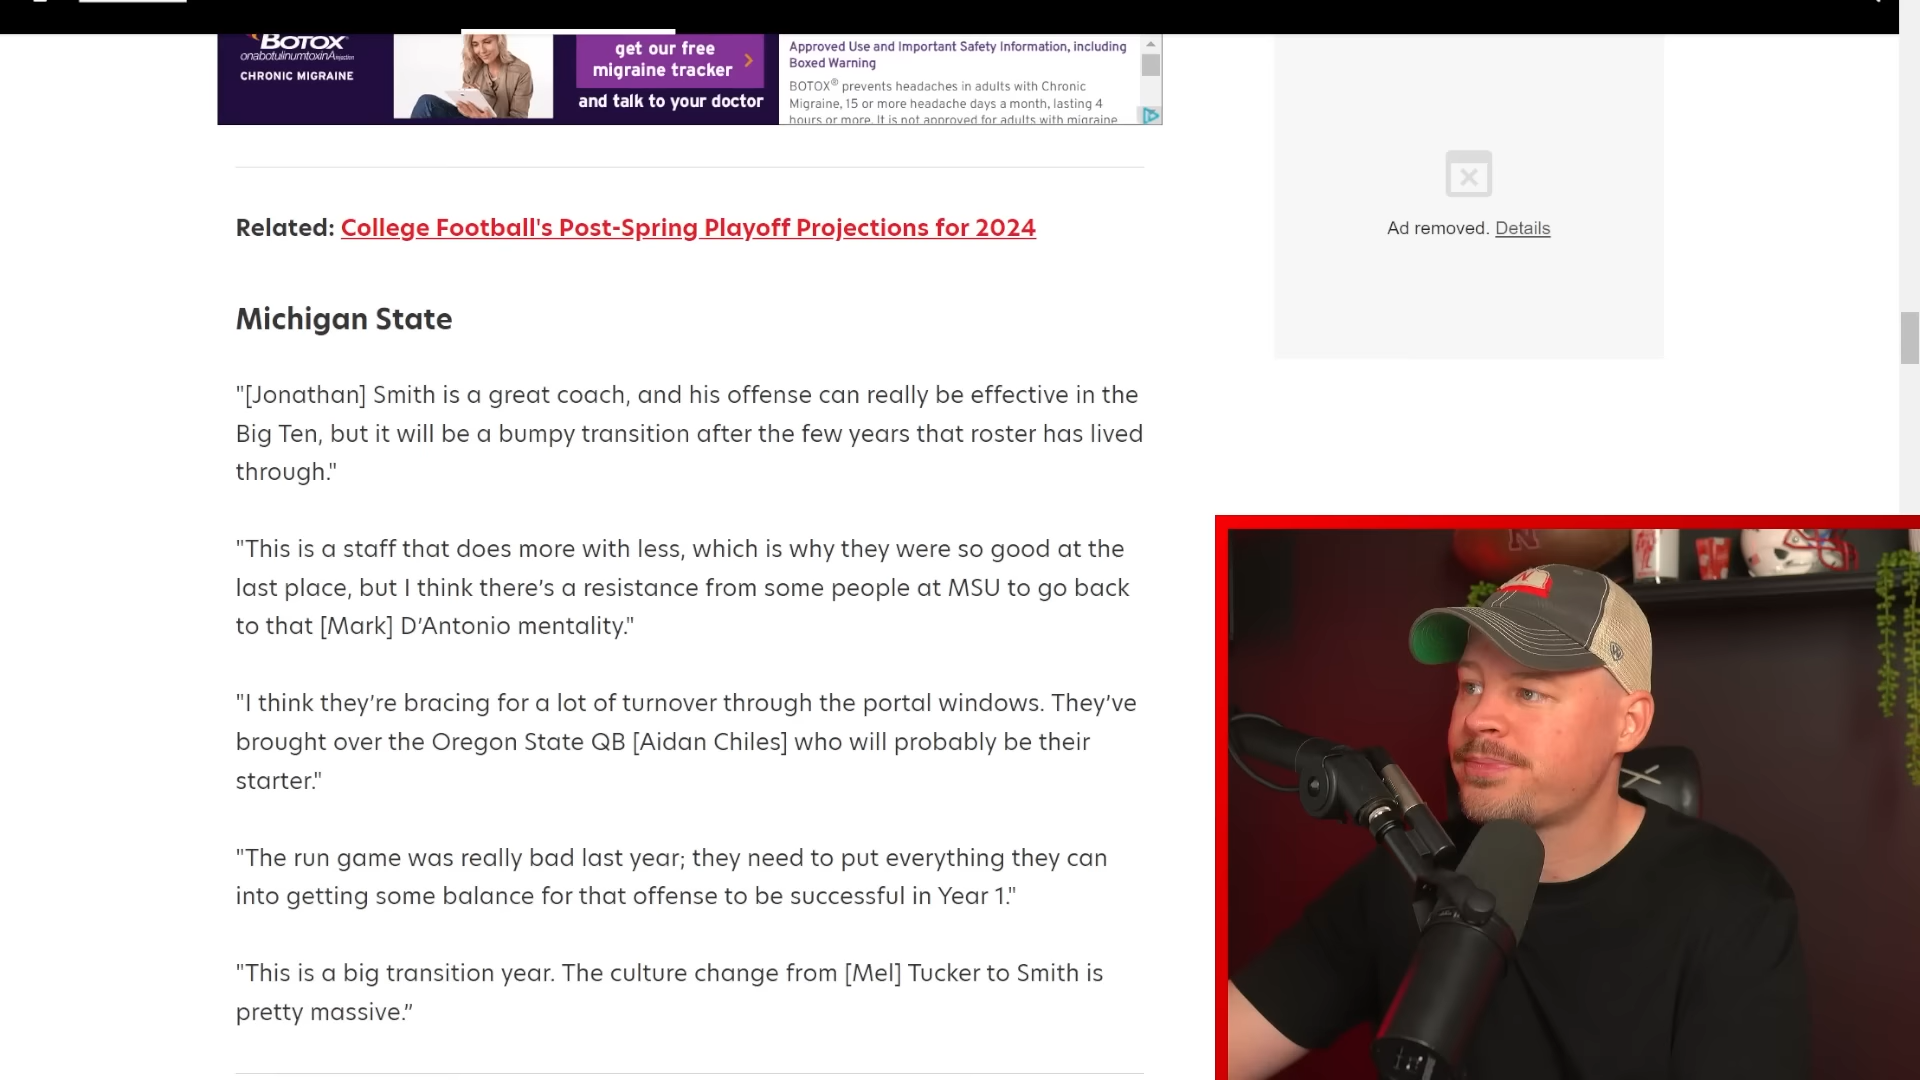 BOTOX
onabotulinumtoxinA injection
CHRONIC MIGRAINE
get our free
migraine tracker
and talk to your doctor
Approved Use and Important Safety Information, including
Boxed Warning
BOTOX® prevents headaches in adults with Chronic
Migraine, 15 or more headache days a month, lasting 4
hours or more. It is not approved for adults with migraine
Ad removed. Details
Related: College Football's Post-Spring Playoff Projections for 2024
Michigan State
"[Jonathan] Smith is a great coach, and his offense can really be effective in the
Big Ten, but it will be a bumpy transition after the few years that roster has lived
through."
"This is a staff that does more with less, which is why they were so good at the
last place, but I think there’s a resistance from some people at MSU to go back
to that [Mark] D’Antonio mentality."
"I think they’re bracing for a lot of turnover through the portal windows. They’ve
brought over the Oregon State QB [Aidan Chiles] who will probably be their
starter."
"The run game was really bad last year; they need to put everything they can
into getting some balance for that offense to be successful in Year 1."
"This is a big transition year. The culture change from [Mel] Tucker to Smith is
pretty massive.”
N
N